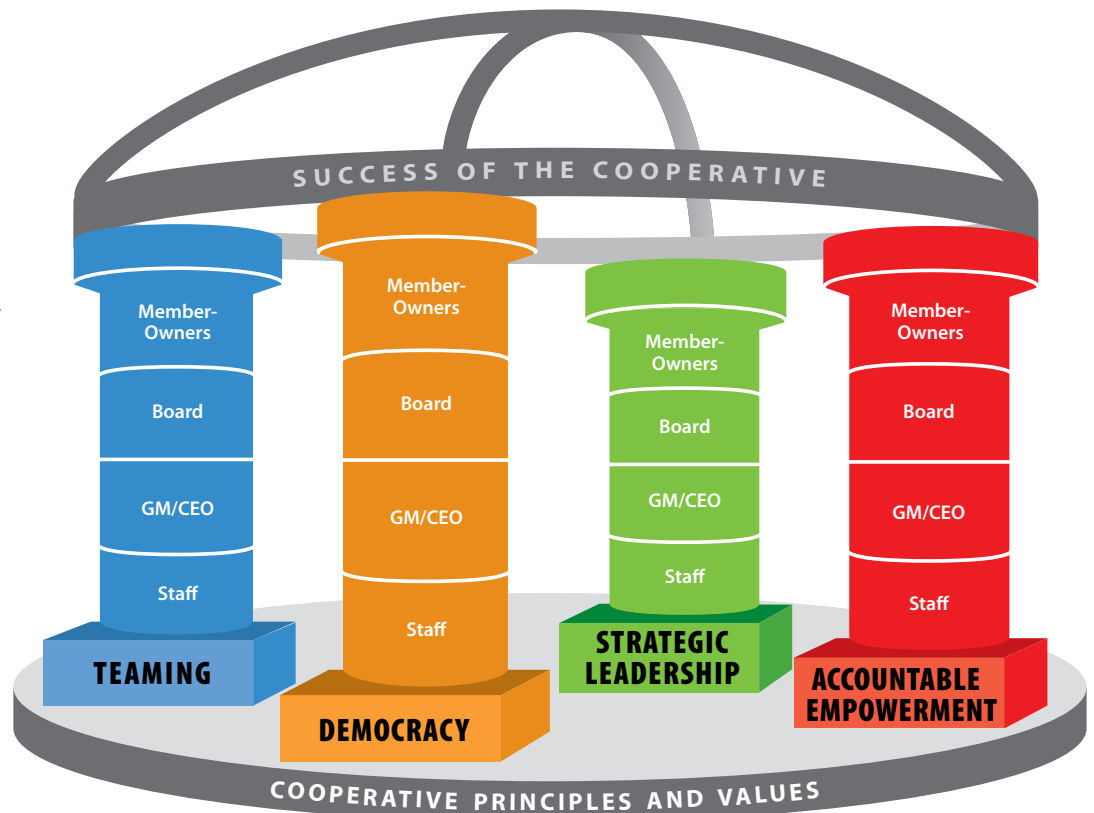 SUCCESS OF THE COOPERATIVE
Member-
Owners
Board
GM/CEO
Staff
TEAMING
Member-
Owners
Board
GM/CEO
Staff
DEMOCRACY
Member-
Owners
Board
GM/CEO
Staff
STRATEGIC
LEADERSHIP
Member-
Owners
Board
GM/CEO
Staff
ACCOUNTABLE
EMPOWERMENT
COOPERATIVE PRINCIPLES AND VALUES